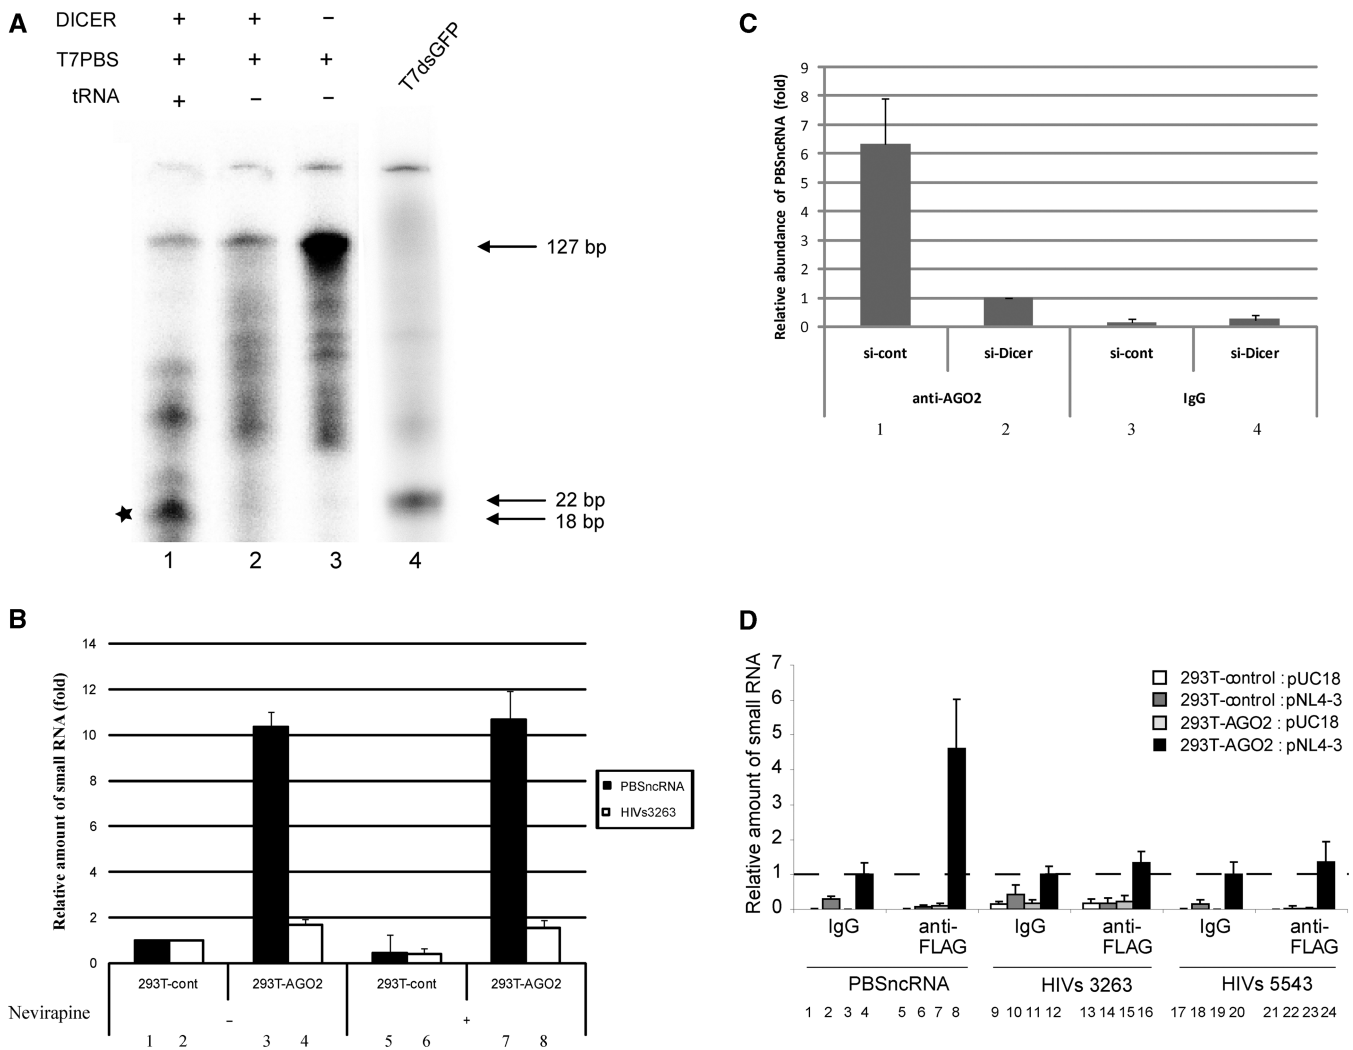 A
DICER + + –
T7PBS + + +
tRNA + – –
T7dsGFP
127 bp
22 bp
18 bp
1 2 3 4
C
Relative abundance of PBSncRNA (fold)
9
8
7
6
5
4
3
2
1
0
si-cont si-Dicer si-cont si-Dicer
anti-AGO2 IgG
1 2 3 4
B
Relative amount of small RNA (fold)
14
12
10
8
6
4
2
0
PBSncRNA
HIVs3263
293T-cont 293T-AGO2 293T-cont 293T-AGO2
Nevirapine – +
1 2 3 4 5 6 7 8
D
Relative amount of small RNA
7
6
5
4
3
2
1
0
293T-control : pUC18
293T-control : pNL4-3
293T-AGO2 : pUC18
293T-AGO2 : pNL4-3
IgG anti-FLAG IgG anti-FLAG IgG anti-FLAG
PBSncRNA HIVs 3263 HIVs 5543
1 2 3 4 5 6 7 8 9 10 11 12 13 14 15 16 17 18 19 20 21 22 23 24